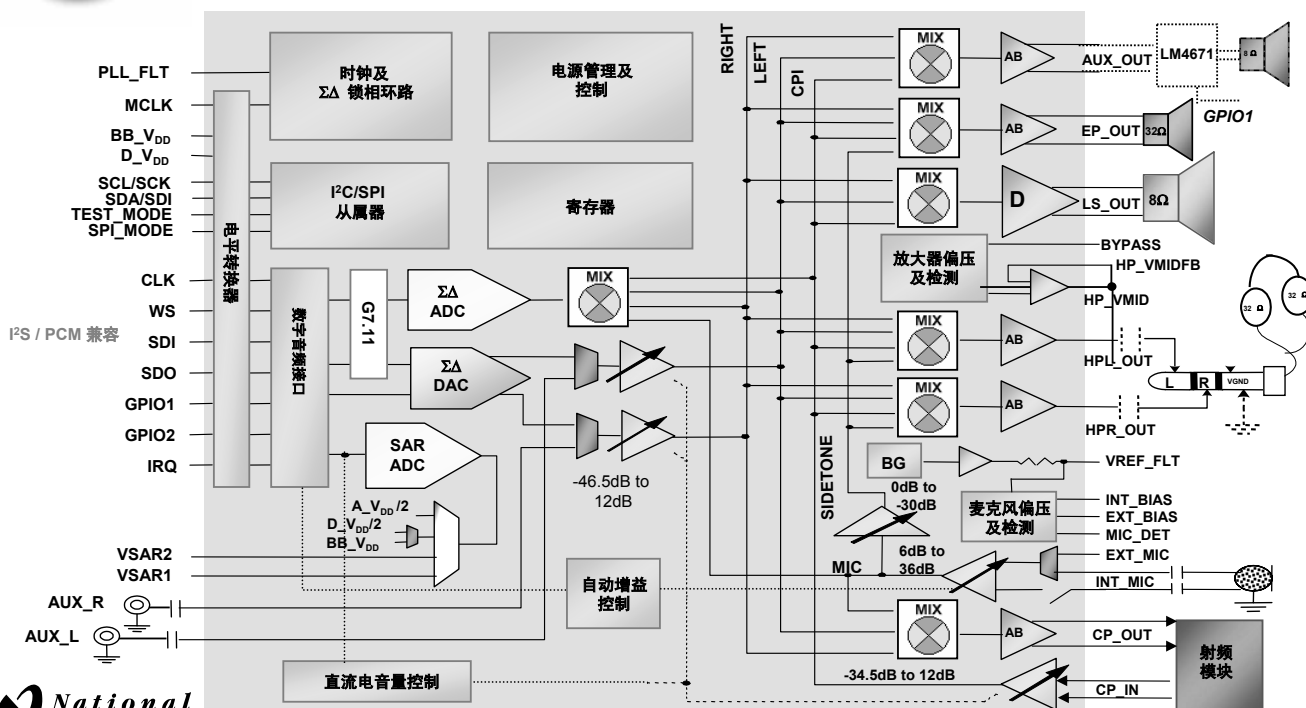 PLL_FLT
MCLK
BB_VDD
D_VDD
SCL/SCK
SDA/SDI
TEST_MODE
SPI_MODE
CLK
WS
I²S / PCM 兼容
SDI
SDO
GPIO1
GPIO2
IRQ
VSAR2
VSAR1
AUX_R
AUX_L
National
电平转换器
时钟及
ΣΔ 锁相环路
电源管理及
控制
I²C/SPI
从属器
寄存器
数字音频接口
G7.11
ΣΔ
ADC
ΣΔ
DAC
SAR
ADC
A_VDD/2
D_VDD/2
BB_VDD
MIX
-46.5dB to
12dB
自动增益
控制
直流电音量控制
RIGHT
LEFT
CPI
SIDETONE
MIC
MIX
AB
AUX_OUT
LM4671
8 Ω
GPIO1
MIX
AB
EP_OUT
32Ω
MIX
D
LS_OUT
8Ω
放大器偏压
及检测
BYPASS
HP_VMIDFB
HP_VMID
MIX
AB
HPL_OUT
MIX
AB
HPR_OUT
32 Ω
32 Ω
L
R
VGND
BG
VREF_FLT
0dB to
-30dB
麦克风偏压
及检测
INT_BIAS
EXT_BIAS
MIC_DET
EXT_MIC
INT_MIC
6dB to
36dB
MIX
AB
CP_OUT
-34.5dB to 12dB
CP_IN
射频
模块